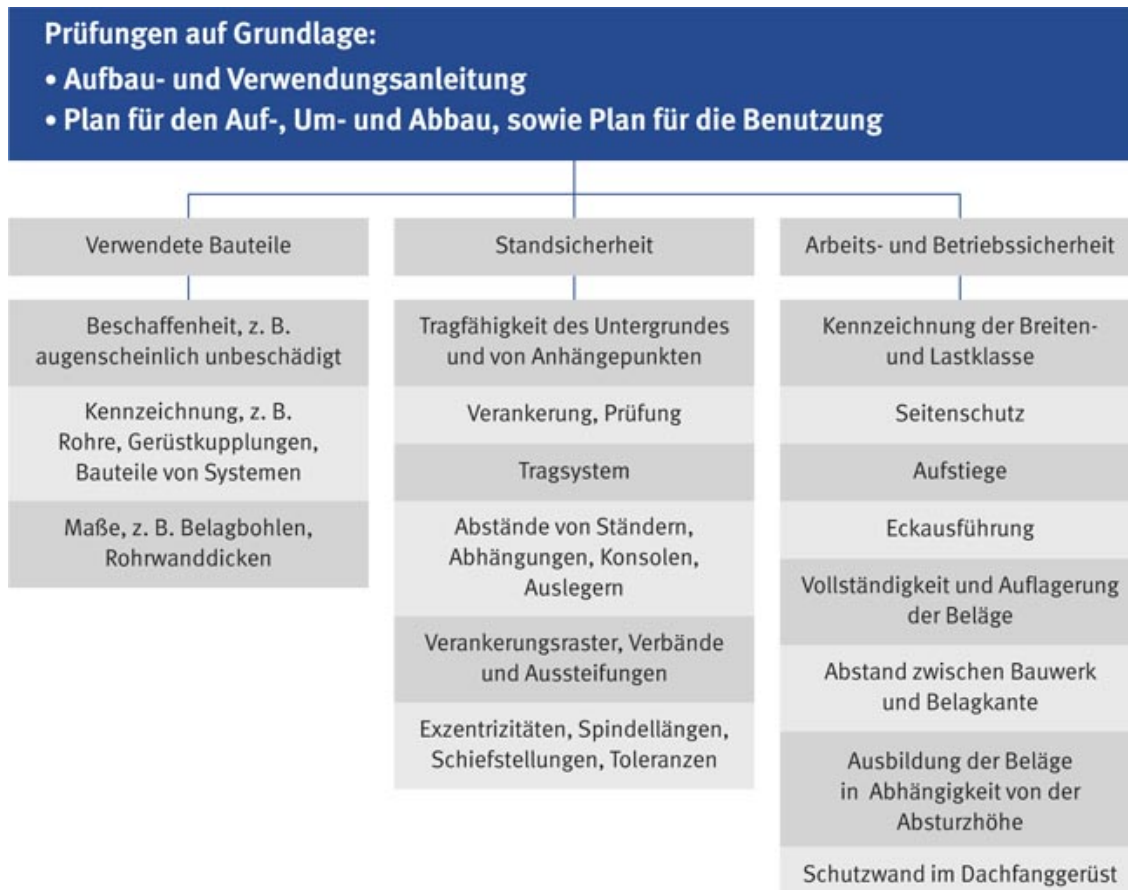 Prüfungen auf Grundlage:
• Aufbau- und Verwendungsanleitung
• Plan für den Auf-, Um- und Abbau, sowie Plan für die Benutzung
Verwendete Bauteile
Beschaffenheit, z. B.
augenscheinlich unbeschädigt
Kennzeichnung, z. B.
Rohre, Gerüstkupplungen,
Bauteile von Systemen
Maße, z. B. Belagbohlen,
Rohrwanddicken
Standsicherheit
Tragfähigkeit des Untergrundes
und von Anhängepunkten
Verankerung, Prüfung
Tragsystem
Abstände von Ständern,
Abhängungen, Konsolen,
Auslegern
Verankerungsraster, Verbände
und Aussteifungen
Exzentrizitäten, Spindellängen,
Schiefstellungen, Toleranzen
Arbeits- und Betriebssicherheit
Kennzeichnung der Breiten-
und Lastklasse
Seitenschutz
Aufstiege
Eckausführung
Vollständigkeit und Auflagerung
der Beläge
Abstand zwischen Bauwerk
und Belagkante
Ausbildung der Beläge
in Abhängigkeit von der
Absturzhöhe
Schutzwand im Dachfanggerüst